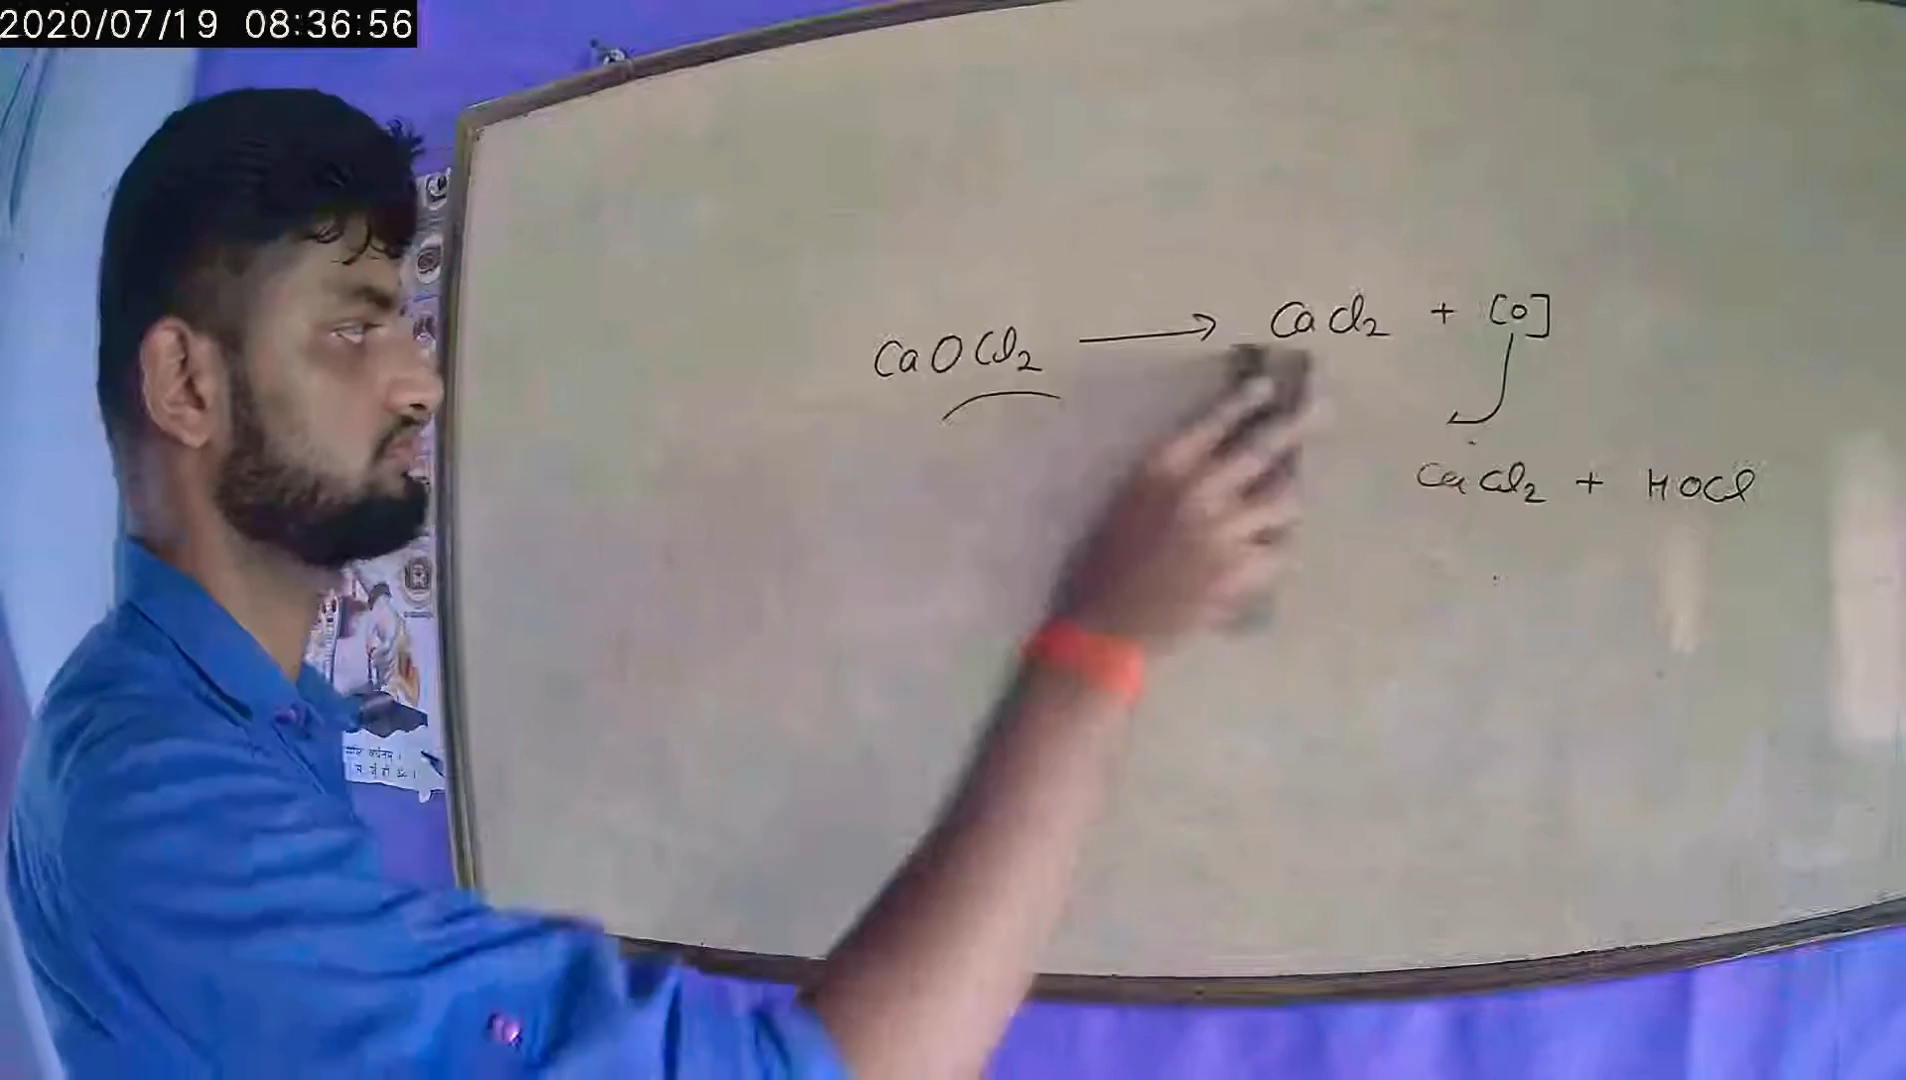 2020/07/19 08:36:56
CaOCl2 → CaCl2 + [O]
CaCl2 + HOCl